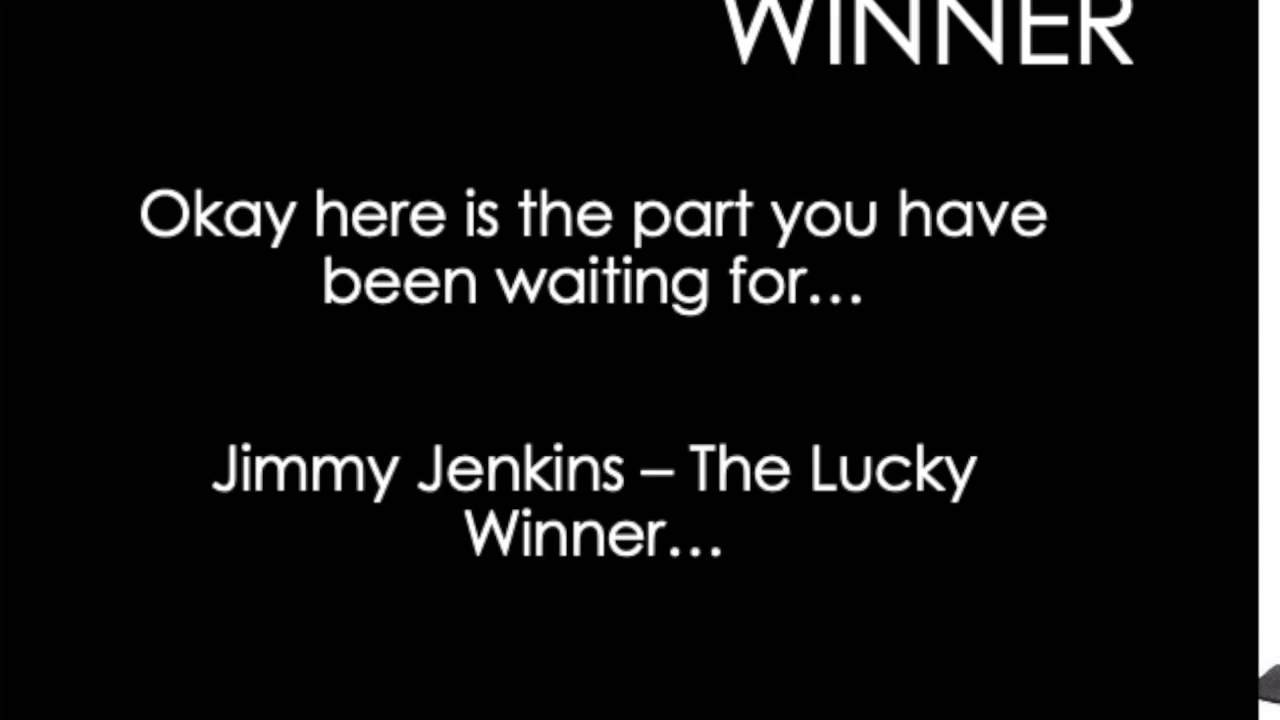 WINNER
Okay here is the part you have
been waiting for...
Jimmy Jenkins – The Lucky
Winner...